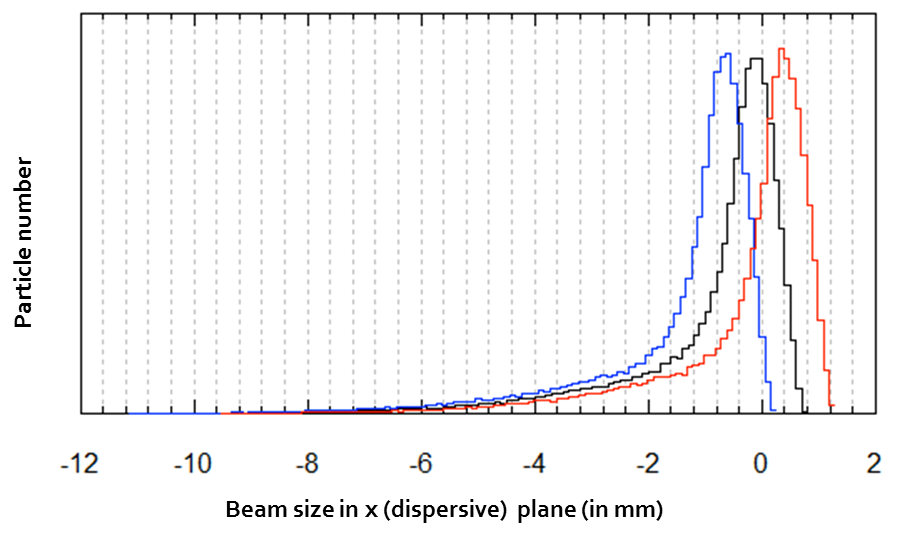 Particle number
-12 -10 -8 -6 -4 -2 0 2
Beam size in x (dispersive) plane (in mm)